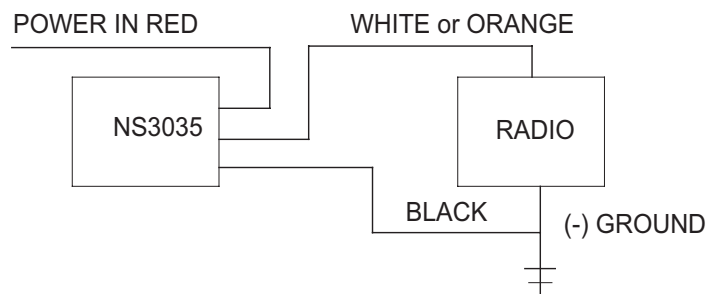 POWER IN RED
WHITE or ORANGE
NS3035
RADIO
BLACK
(-) GROUND